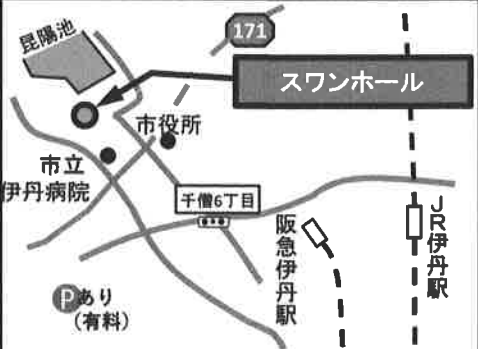 昆陽池
171
スワンホール
市役所
市立
伊丹病院
千僧6丁目
阪急伊丹駅
JR伊丹駅
Pあり
(有料)